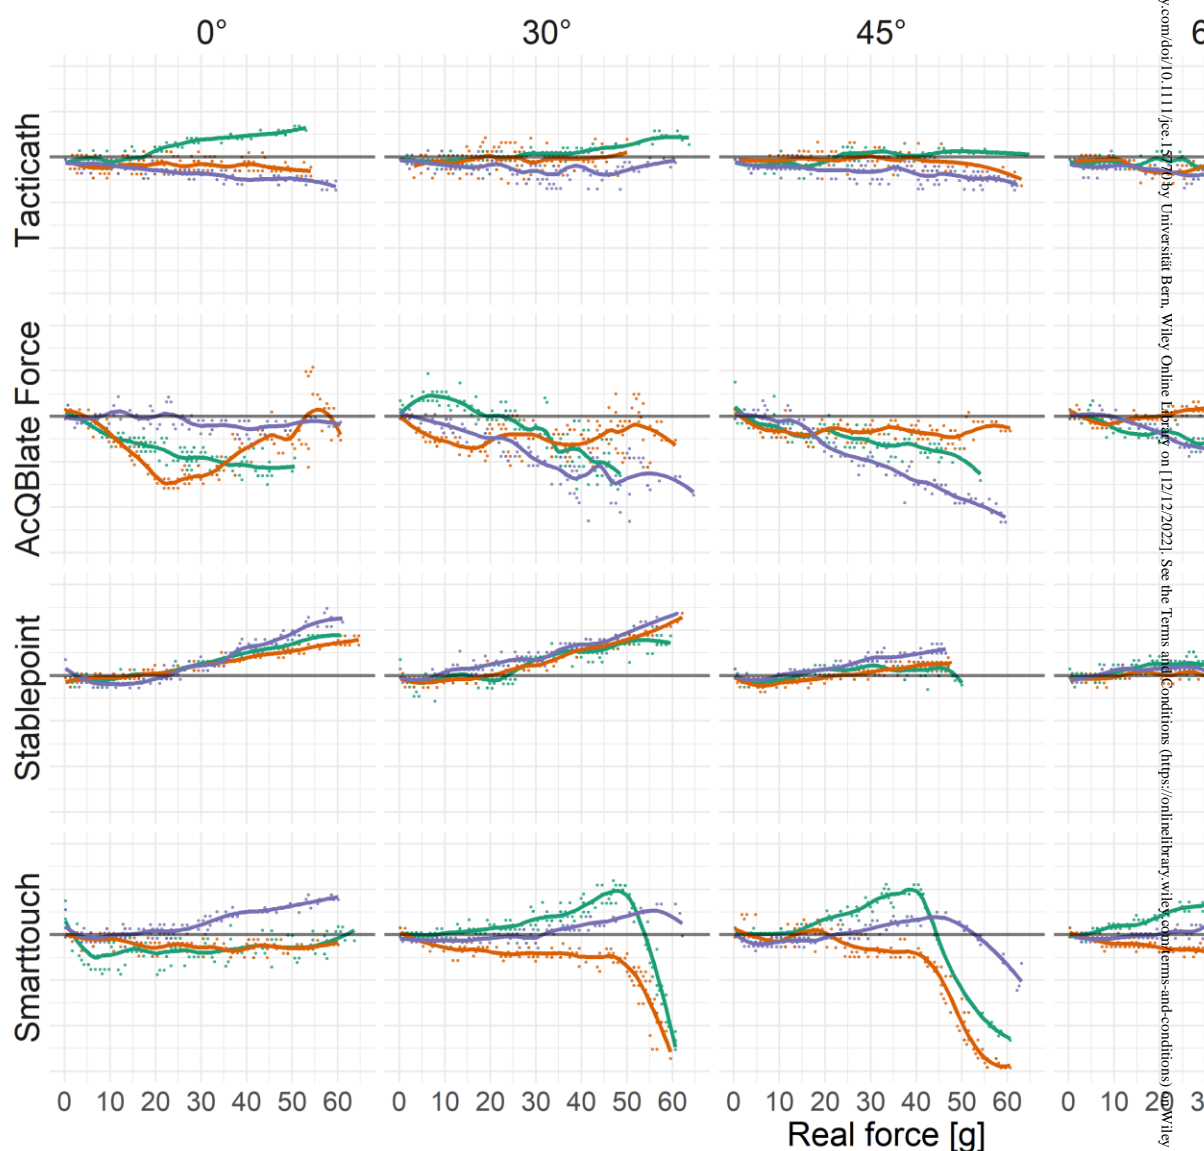 0° 30° 45° 6
Tacticath
AcQBlate Force
Stablepoint
Smarttouch
0 10 20 30 40 50 60 0 10 20 30 40 50 60 0 10 20 30 40 50 60 0 10 20 3
Real force [g]
y.com/doi/10.1111/jce.15770 by Universität Bern, Wiley Online Library on [12/12/2022]. See the Terms and Conditions (https://onlinelibrary.wiley.com/terms-and-conditions) on Wiley